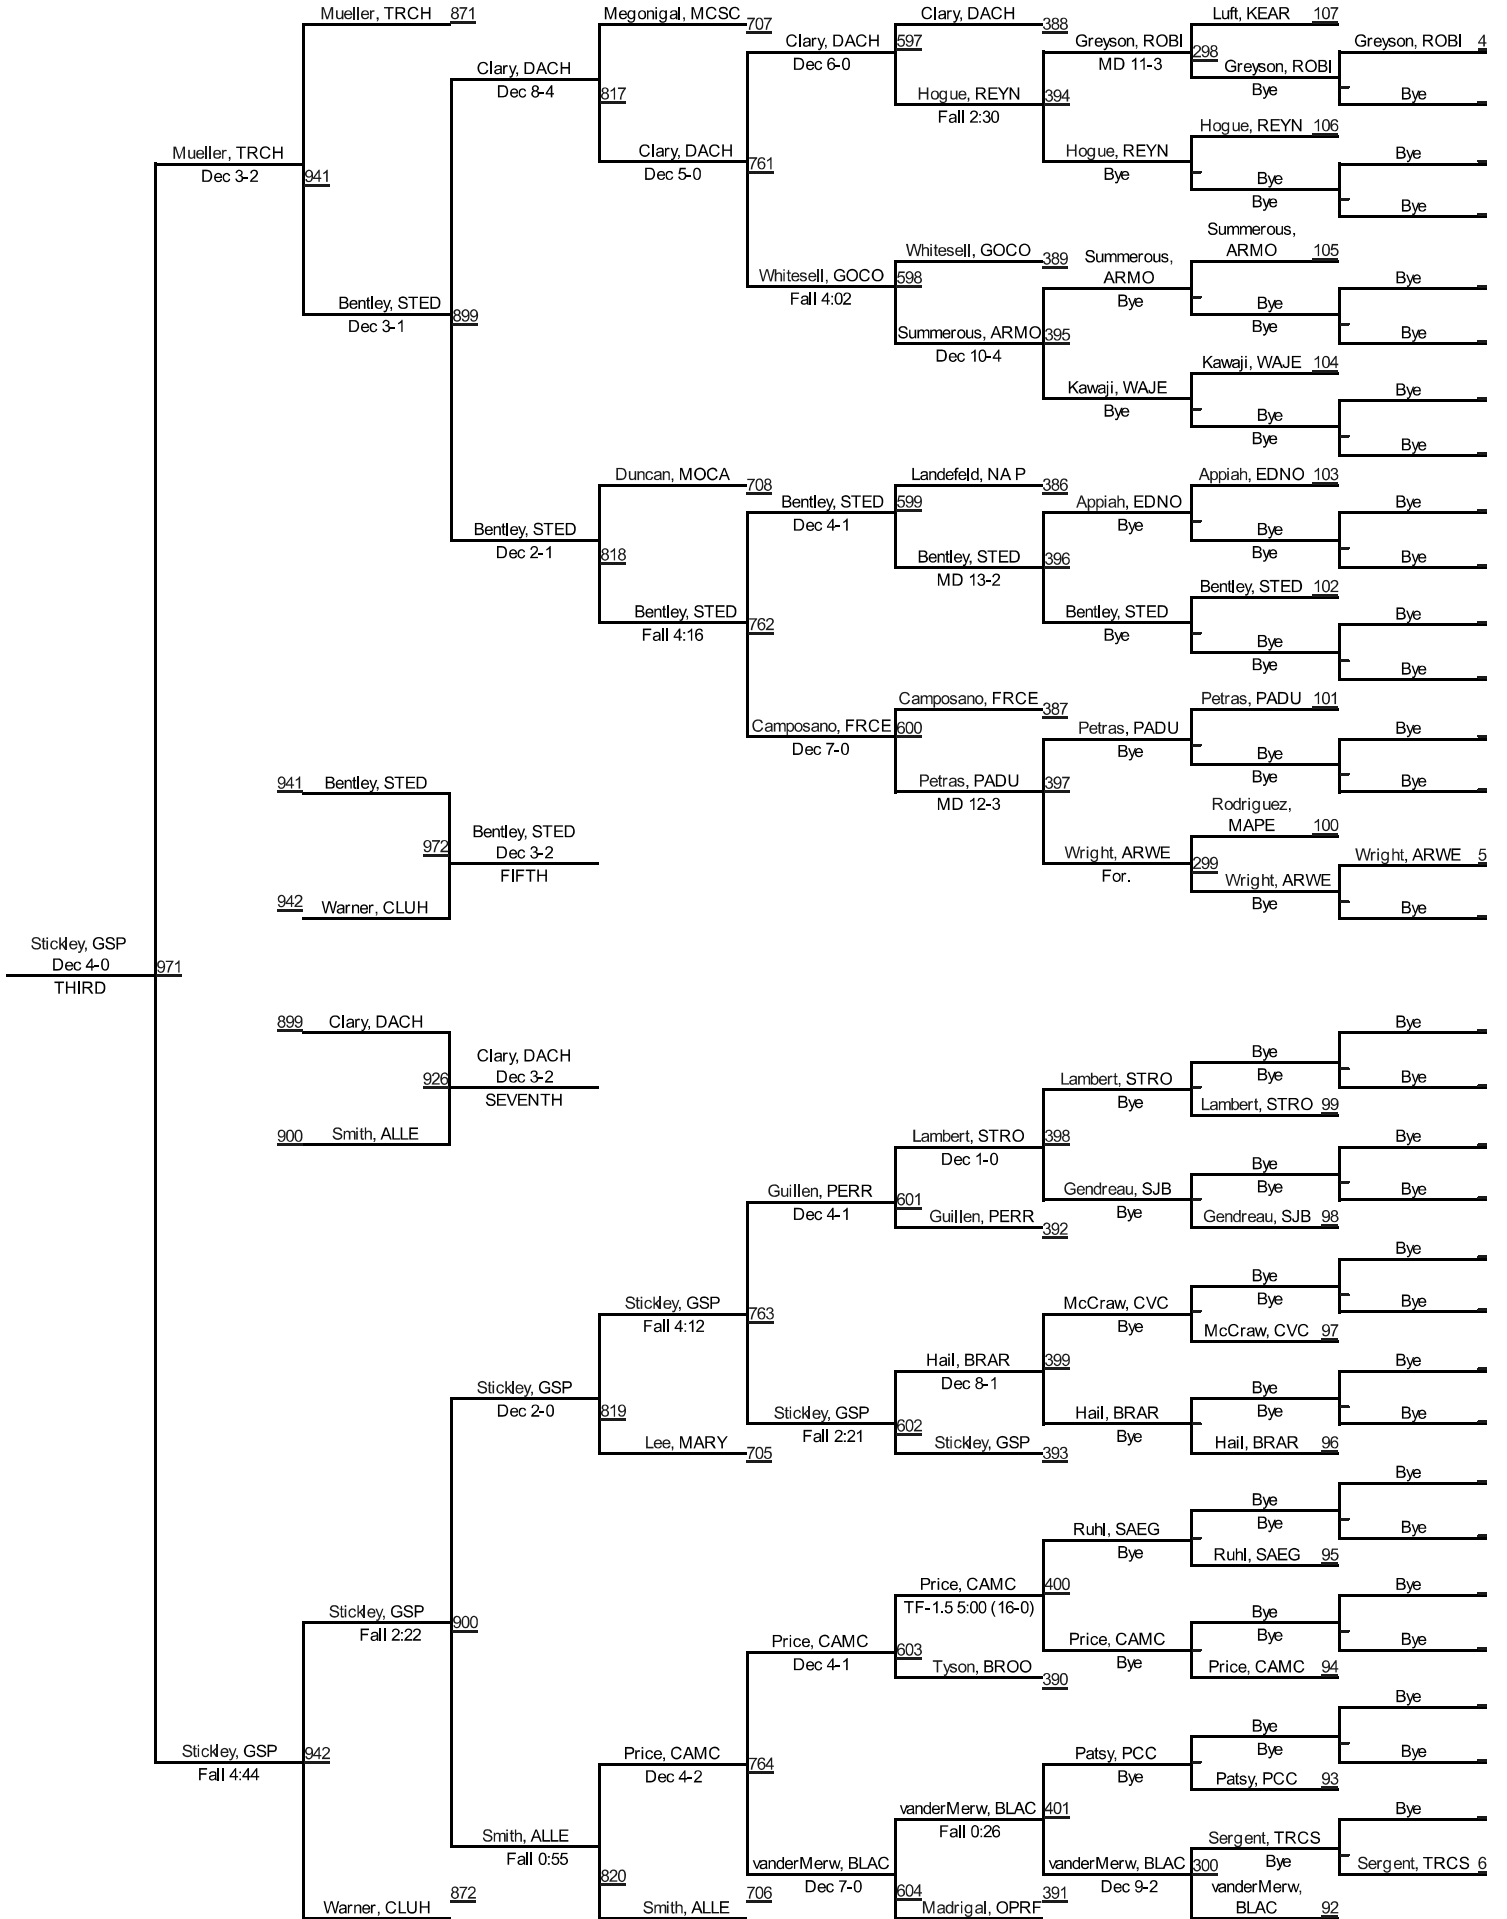 Mueller, TRCH 871
Megonigal, MCSC 707
Clary, DACH 388
Luft, KEAR 107
Clary, DACH 597
Dec 6-0
Greyson, ROBI 298
MD 11-3
Greyson, ROBI 4
Clary, DACH
Dec 8-4
817
Greyson, ROBI
Bye
Hogue, REYN 394
Fall 2:30
Bye
Hogue, REYN 106
Mueller, TRCH
Dec 3-2
941
Clary, DACH
Dec 5-0
761
Hogue, REYN
Bye
Bye
Bye
Bye
Bye
Summerous,
ARMO 105
Whitesell, GOCO 389
Summerous,
ARMO
Bye
Whitesell, GOCO 598
Fall 4:02
Bye
Bye
Bye
Bye
Bentley, STED
Dec 3-1
899
Summerous, ARMO 395
Dec 10-4
Kawaji, WAJE 104
Kawaji, WAJE
Bye
Bye
Bye
Bye
Bye
Duncan, MOCA 708
Landefeld, NA P 386
Appiah, EDNO 103
Bentley, STED 599
Dec 4-1
Appiah, EDNO
Bye
Bye
Bye
Bye
Bye
Bentley, STED
Dec 2-1
818
Bentley, STED 396
MD 13-2
Bentley, STED 102
Bentley, STED
Fall 4:16
762
Bentley, STED
Bye
Bye
Bye
Bye
Bye
Camposano, FRCE 387
Petras, PADU 101
Camposano, FRCE 600
Dec 7-0
Petras, PADU
Bye
Bye
Bye
Bye
Bye
941 Bentley, STED
Petras, PADU 397
MD 12-3
Rodriguez,
MAPE 100
972
Bentley, STED
Dec 3-2
FIFTH
Wright, ARWE 299
For.
Wright, ARWE 5
Wright, ARWE
Bye
Bye
942 Warner, CLUH
Stickley, GSP
Dec 4-0
THIRD
971
899 Clary, DACH
Bye
926
Clary, DACH
Dec 3-2
SEVENTH
Lambert, STRO
Bye
Bye
Bye
Bye
Lambert, STRO 99
900 Smith, ALLE
Lambert, STRO 398
Dec 1-0
Bye
Guillen, PERR 601
Dec 4-1
Gendreau, SJB
Bye
Bye
Bye
Bye
Guillen, PERR 392
Gendreau, SJB 98
Bye
Stickley, GSP
Fall 4:12
763
McCraw, CVC
Bye
Bye
Bye
Bye
McCraw, CVC 97
Hail, BRAR 399
Dec 8-1
Bye
Stickley, GSP
Dec 2-0
819
Stickley, GSP 602
Fall 2:21
Hail, BRAR
Bye
Bye
Bye
Bye
Lee, MARY 705
Stickley, GSP 393
Hail, BRAR 96
Bye
Ruhl, SAEG
Bye
Bye
Bye
Bye
Ruhl, SAEG 95
Price, CAMC 400
TF-1.5 5:00 (16-0)
Bye
Stickley, GSP
Fall 2:22
900
Price, CAMC 603
Dec 4-1
Price, CAMC
Bye
Bye
Bye
Bye
Tyson, BROO 390
Price, CAMC 94
Bye
Stickley, GSP
Fall 4:44
942
Price, CAMC
Dec 4-2
764
Patsy, PCC
Bye
Bye
Bye
Bye
Patsy, PCC 93
vanderMerw, BLAC 401
Fall 0:26
Bye
Smith, ALLE
Fall 0:55
820
vanderMerw, BLAC 604
Dec 7-0
vanderMerw, BLAC 300
Dec 9-2
Sergent, TRCS
Bye
Sergent, TRCS 6
Warner, CLUH 872
Smith, ALLE 706
Madrigal, OPRF 391
vanderMerw,
BLAC 92